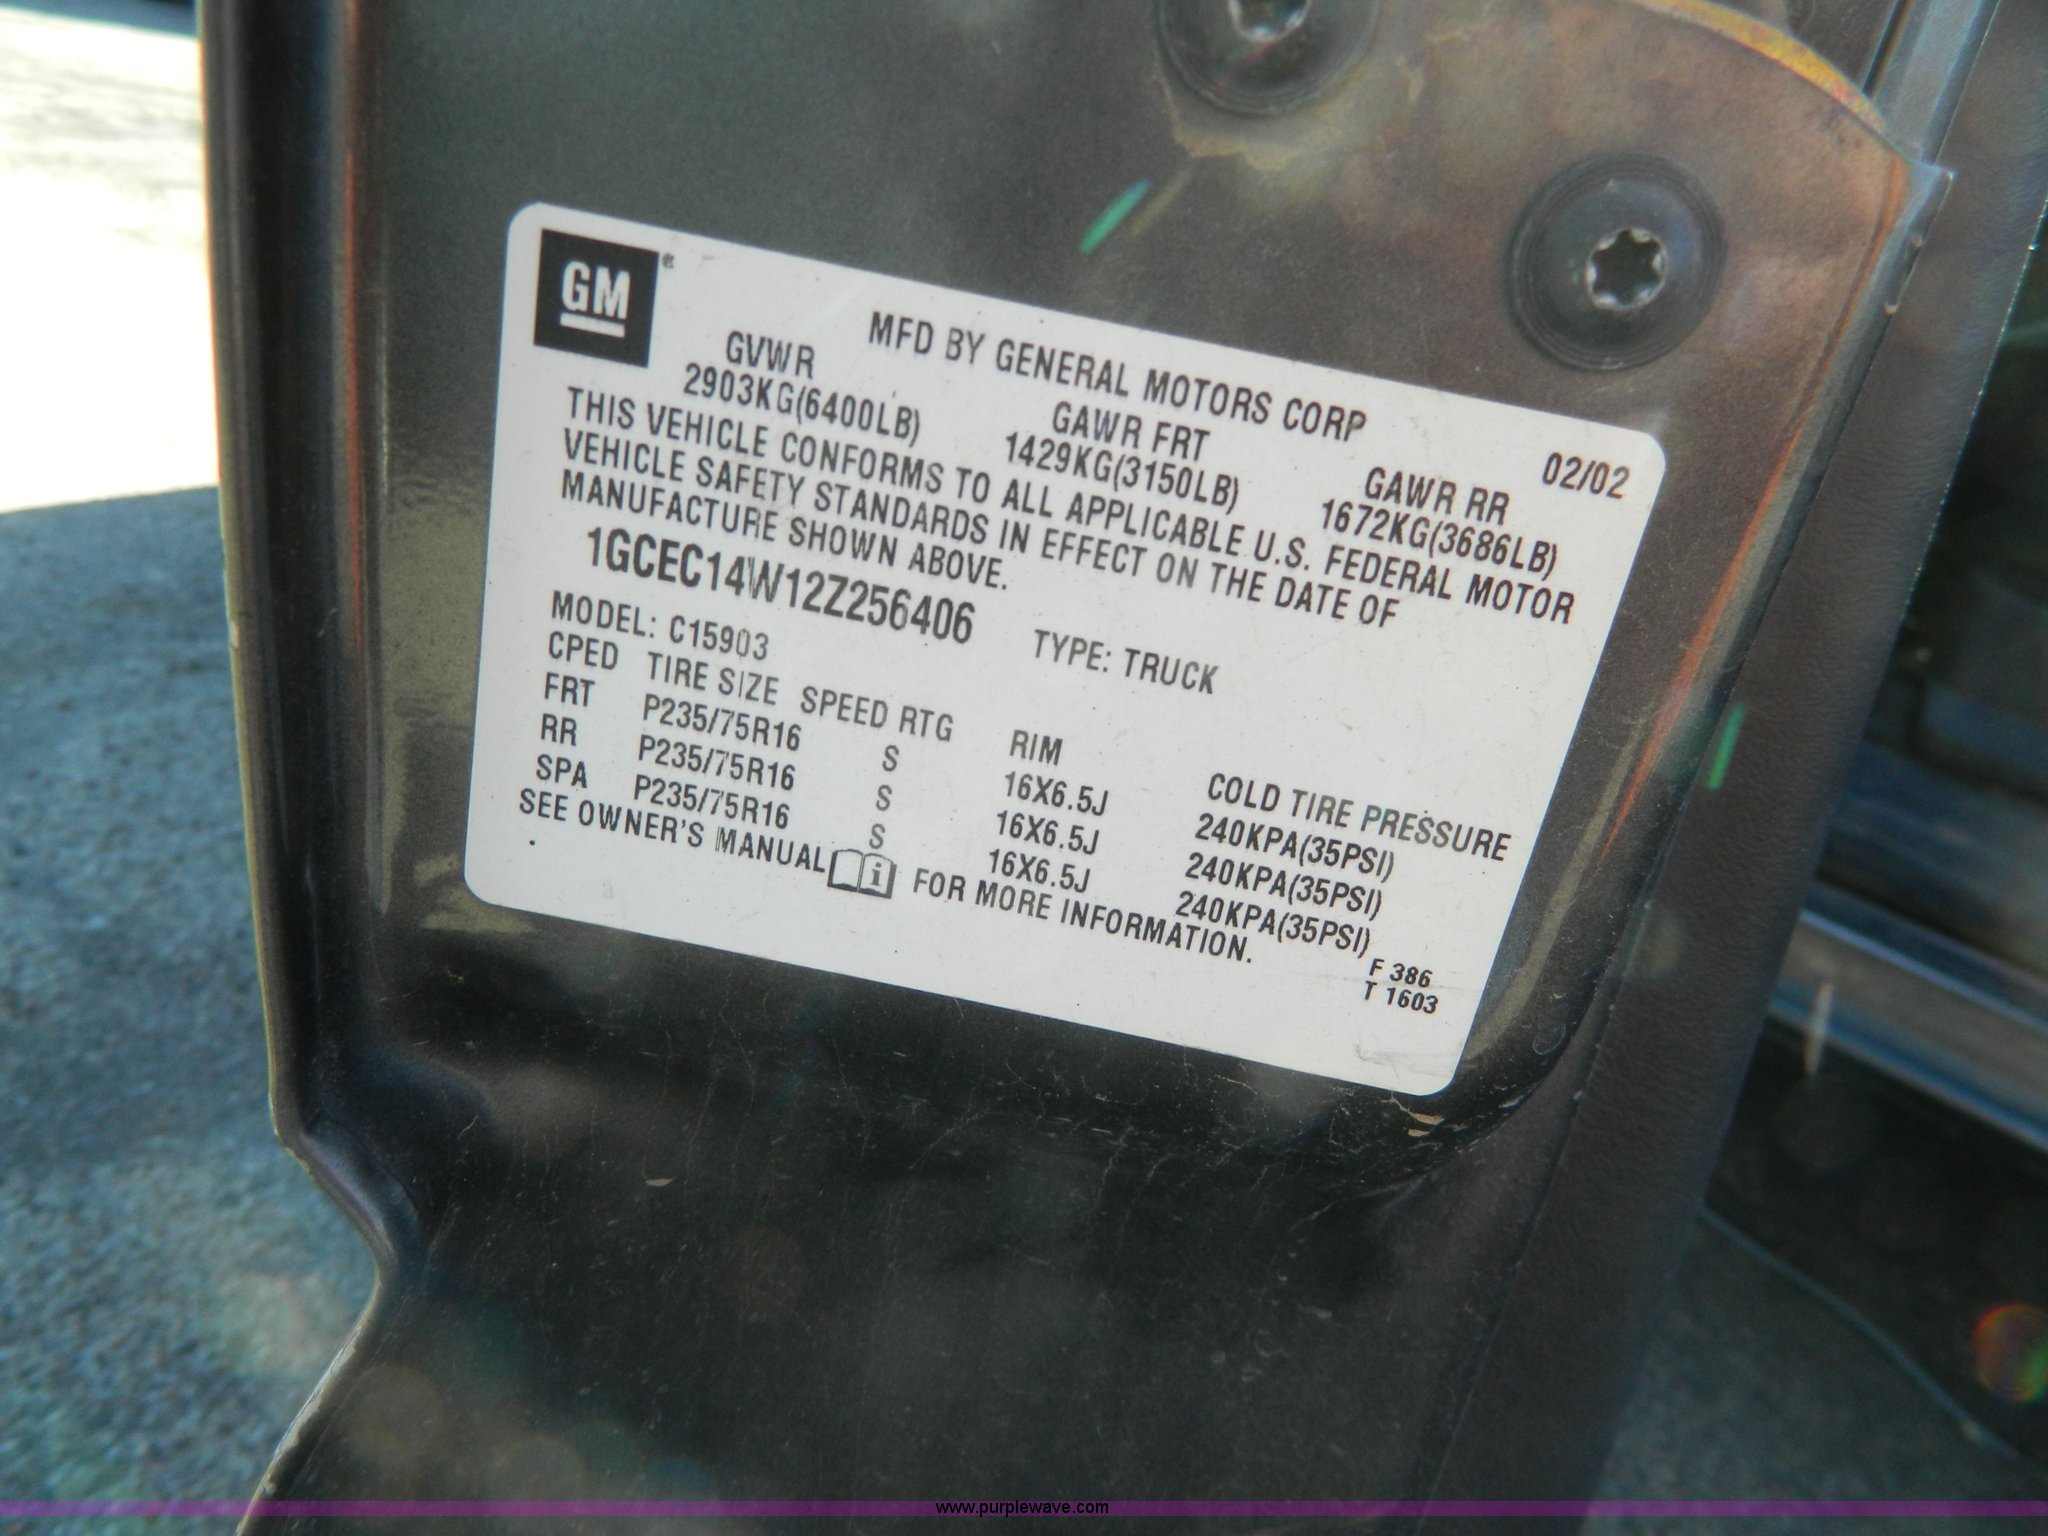 GM
MFD BY GENERAL MOTORS CORP
02/02
GVWR
GAWR FRT
GAWR RR
2903KG(6400LB)
1429KG(3150LB)
1672KG(3686LB)
THIS VEHICLE CONFORMS TO ALL APPLICABLE U.S. FEDERAL MOTOR
VEHICLE SAFETY STANDARDS IN EFFECT ON THE DATE OF
MANUFACTURE SHOWN ABOVE.
1GCEC14W12Z256406
TYPE: TRUCK
MODEL: C15903
CPED TIRE SIZE SPEED RTG RIM COLD TIRE PRESSURE
FRT P235/75R16 S 16X6.5J 240KPA(35PSI)
RR P235/75R16 S 16X6.5J 240KPA(35PSI)
SPA P235/75R16 S 16X6.5J 240KPA(35PSI)
SEE OWNER'S MANUAL FOR MORE INFORMATION.
F 386
T 1603
www.purplewave.com